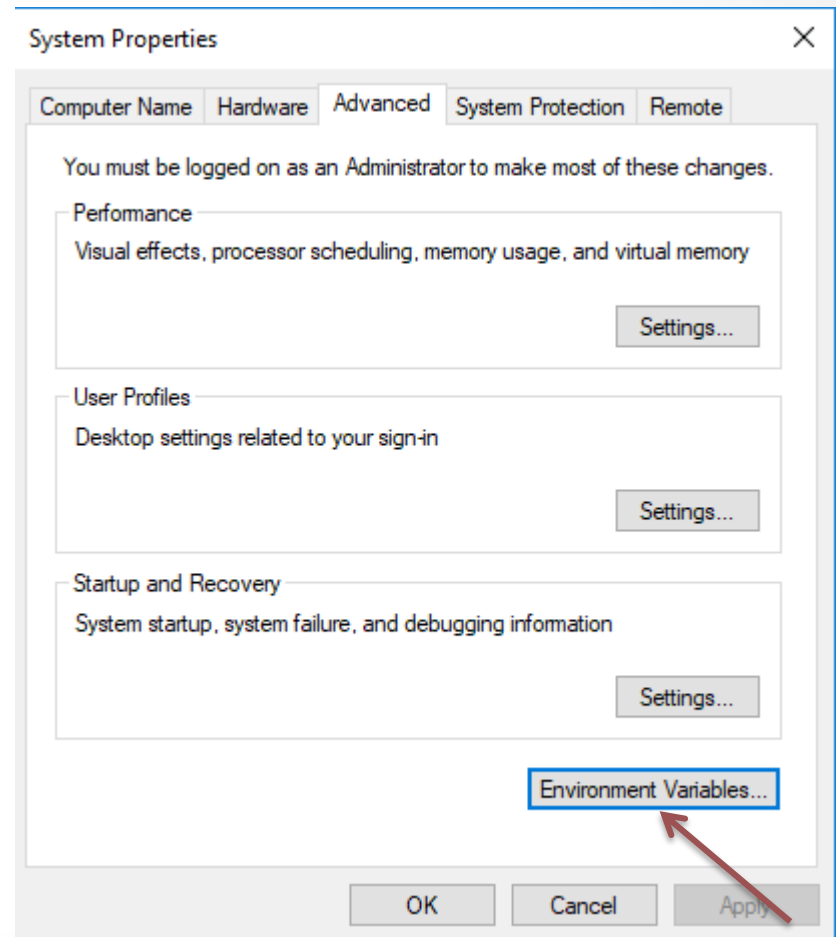 System Properties
Computer Name Hardware Advanced System Protection Remote
You must be logged on as an Administrator to make most of these changes.
Performance
Visual effects, processor scheduling, memory usage, and virtual memory
Settings...
User Profiles
Desktop settings related to your sign-in
Settings...
Startup and Recovery
System startup, system failure, and debugging information
Settings...
Environment Variables...
OK Cancel Apply